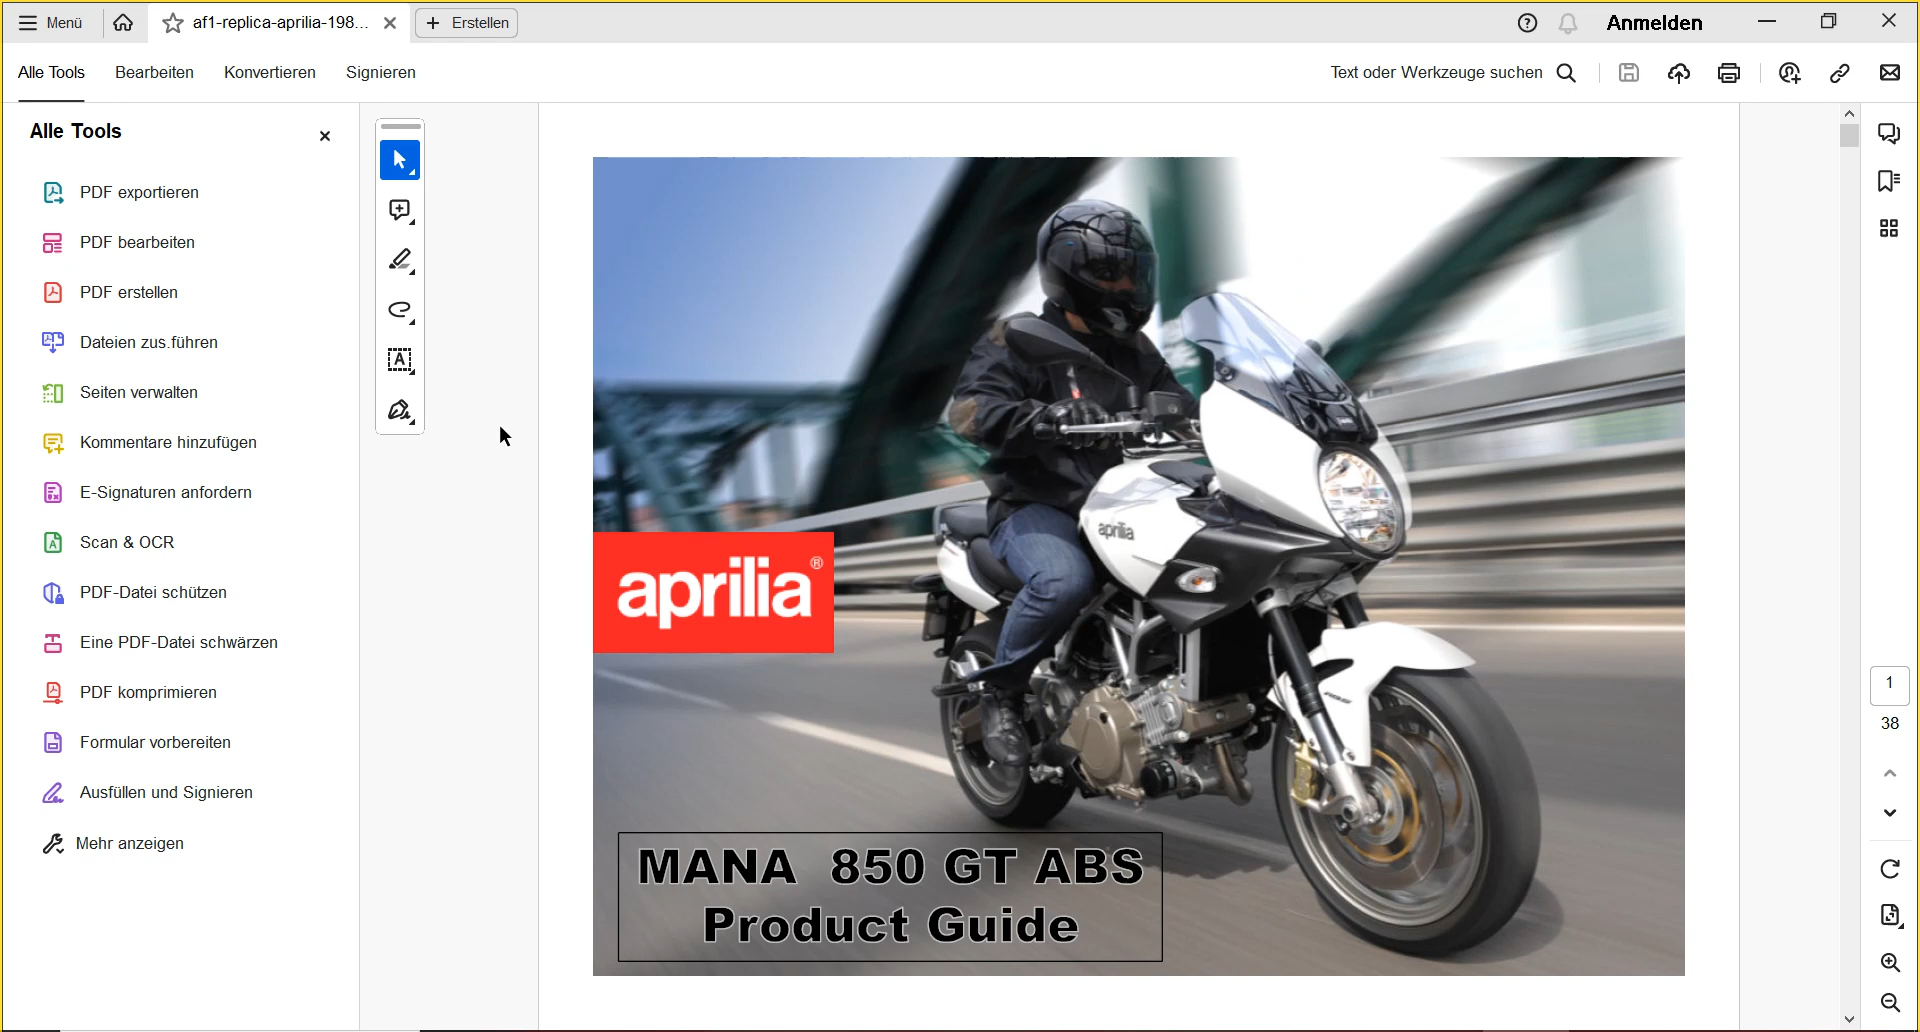 Menü
af1-replica-aprilia-198...
Erstellen
Anmelden
Alle Tools
Bearbeiten
Konvertieren
Signieren
Text oder Werkzeuge suchen
Alle Tools
PDF exportieren
PDF bearbeiten
PDF erstellen
Dateien zus.führen
Seiten verwalten
Kommentare hinzufügen
E-Signaturen anfordern
Scan & OCR
PDF-Datei schützen
Eine PDF-Datei schwärzen
PDF komprimieren
Formular vorbereiten
Ausfüllen und Signieren
Mehr anzeigen
aprilia
aprilia®
MANA 850 GT ABS
Product Guide
1
38